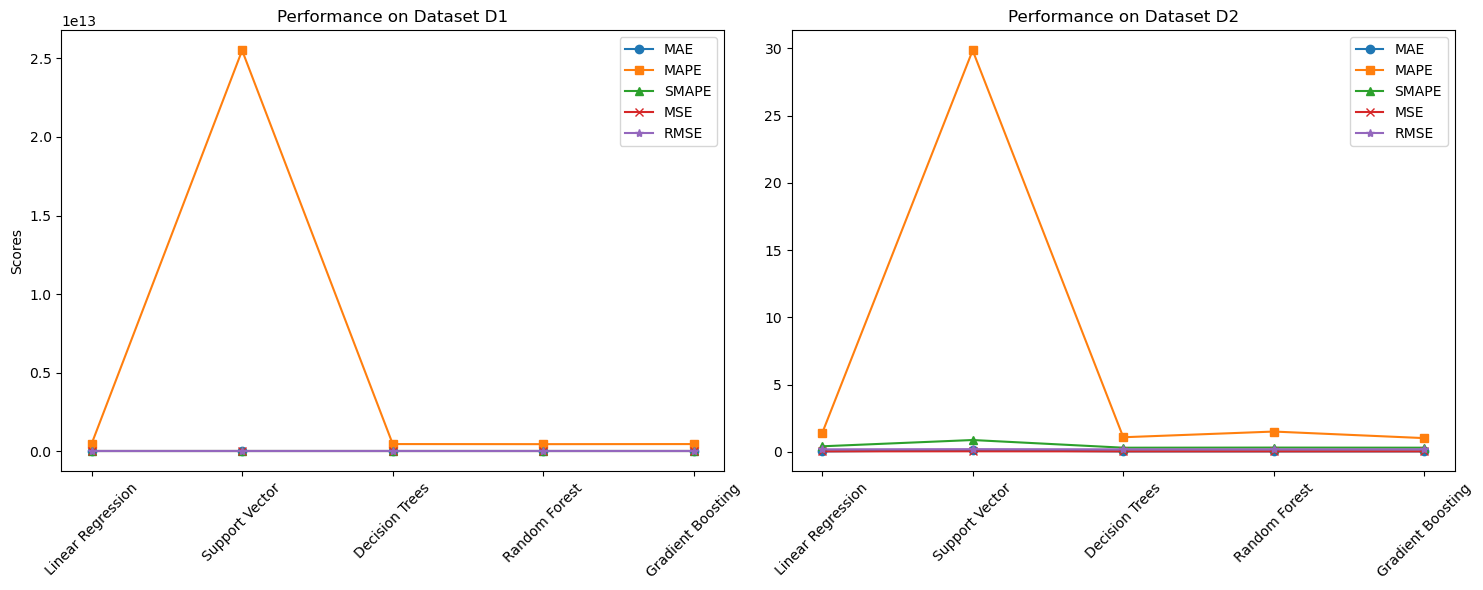 Performance on Dataset D1
1e13
2.5
2.0
1.5
1.0
0.5
0.0
Scores
MAE
MAPE
SMAPE
MSE
RMSE
Linear Regression
Support Vector
Decision Trees
Random Forest
Gradient Boosting
Performance on Dataset D2
30
25
20
15
10
5
0
MAE
MAPE
SMAPE
MSE
RMSE
Linear Regression
Support Vector
Decision Trees
Random Forest
Gradient Boosting